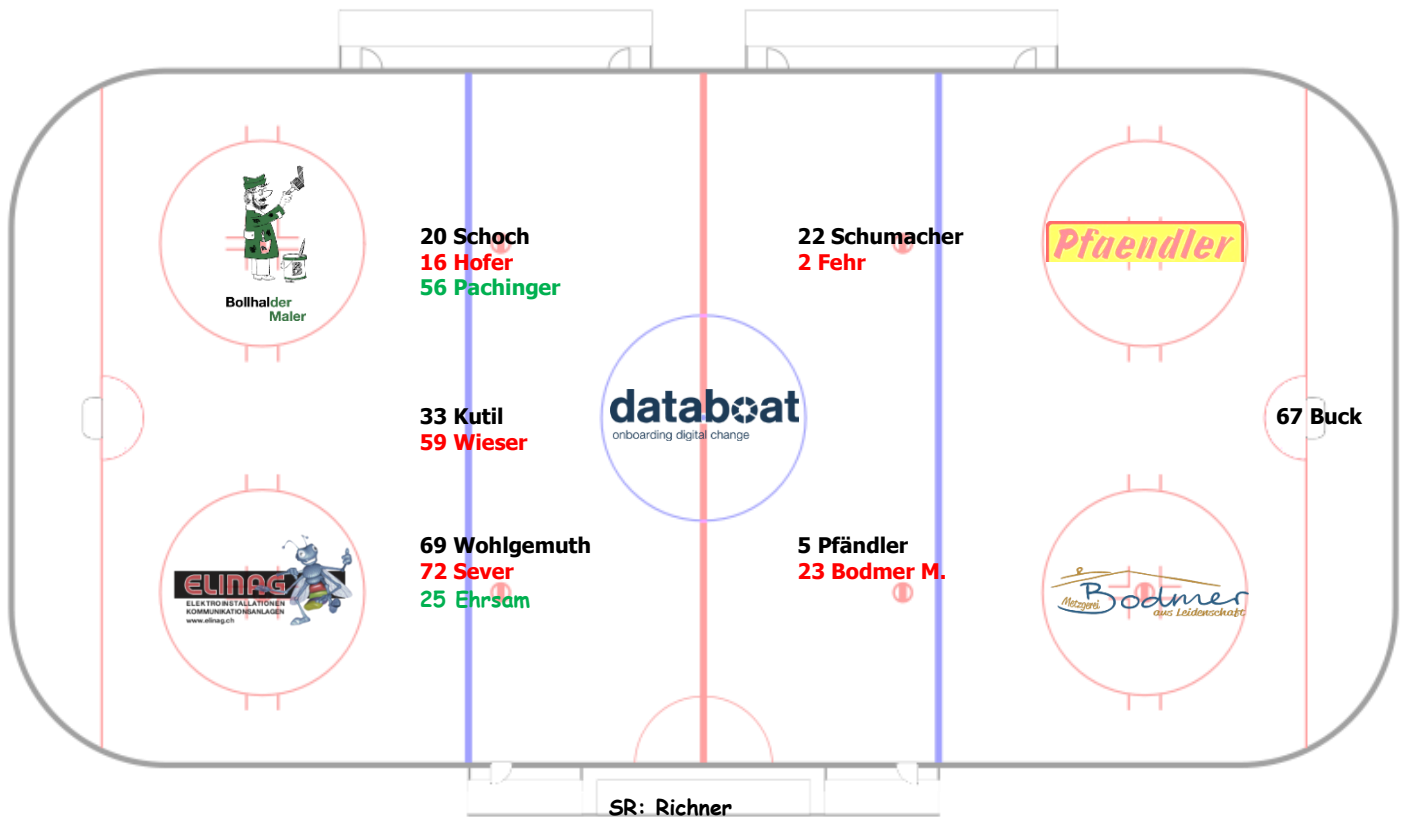 20 Schoch
16 Hofer
56 Pachinger
22 Schumacher
2 Fehr
Pfaendler
Bollhalder
Maler
33 Kutil
59 Wieser
databoat
onboarding digital change
67 Buck
69 Wohlgemuth
72 Sever
25 Ehrsam
5 Pfändler
23 Bodmer M.
ELINAG
ELEKTROINSTALLATIONEN
KOMMUNIKATIONSANLAGEN
www.elinag.ch
Metzgerei
Bodmer
aus Leidenschaft
SR: Richner